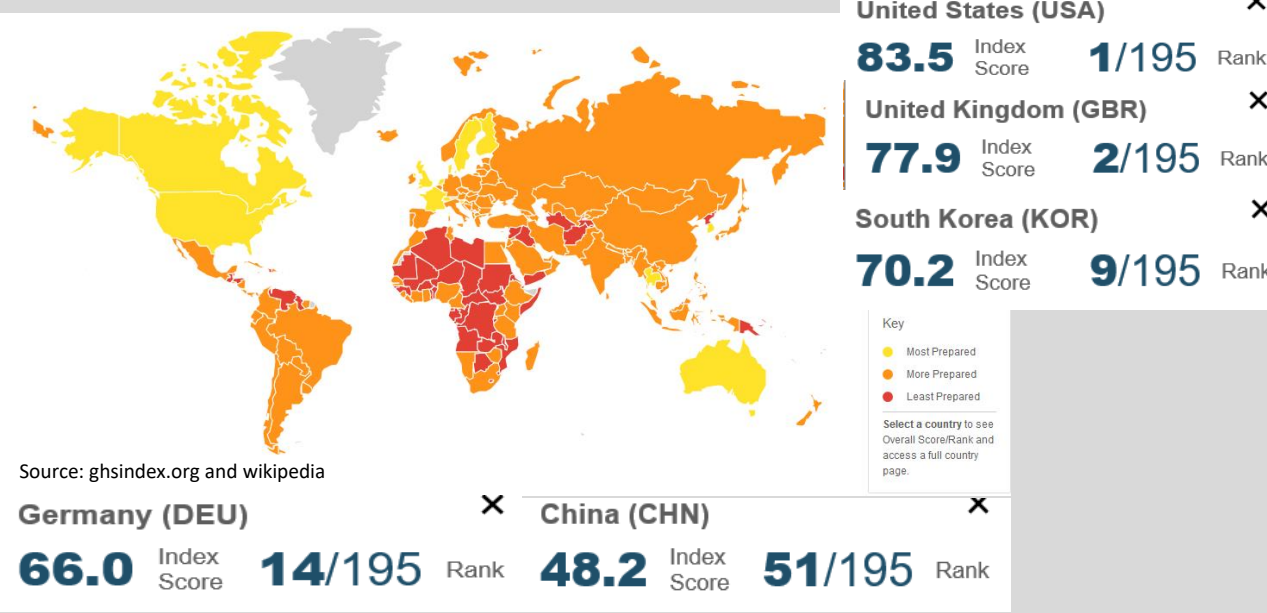 United States (USA)
83.5 Index Score 1/195 Rank
United Kingdom (GBR)
77.9 Index Score 2/195 Rank
South Korea (KOR)
70.2 Index Score 9/195 Rank
Key
Most Prepared
More Prepared
Least Prepared
Select a country to see
Overall Score/Rank and
access a full country
page.
Source: ghsindex.org and wikipedia
Germany (DEU)
66.0 Index Score 14/195 Rank
China (CHN)
48.2 Index Score 51/195 Rank